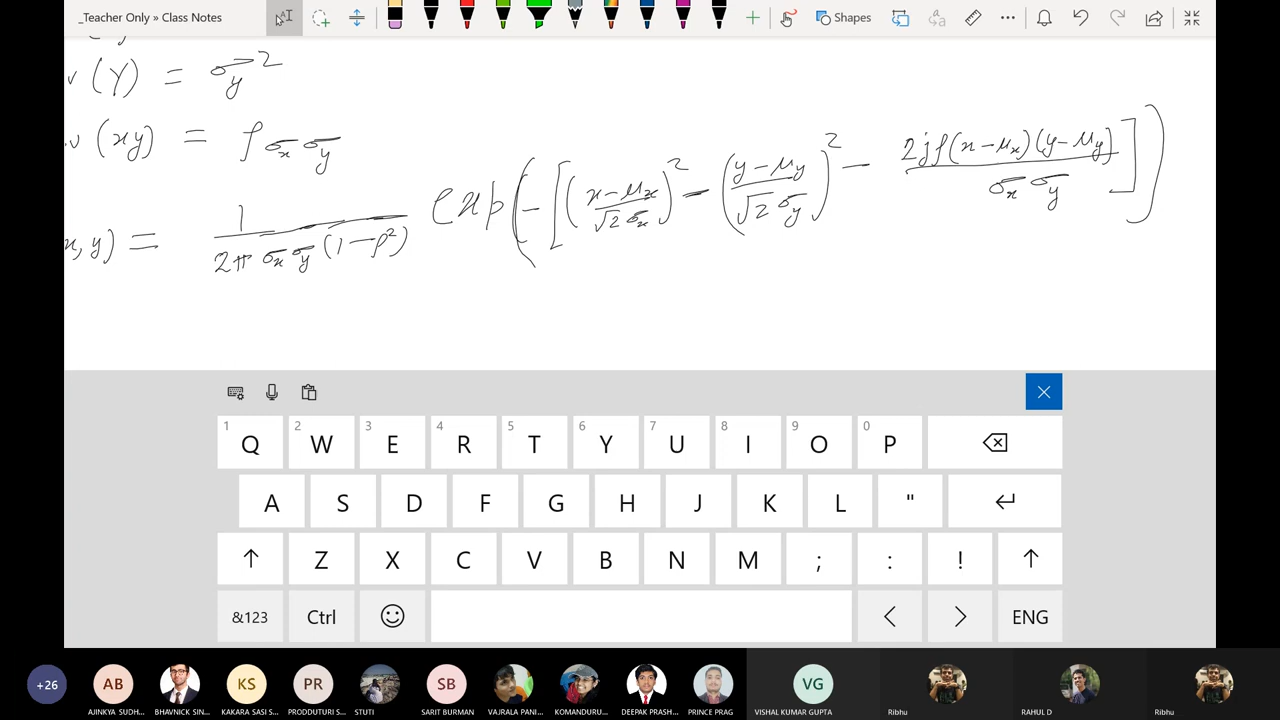 _Teacher Only » Class Notes
Shapes
v (Y) = σy²
.v (xy) = ρσx σy
x, y) = 1 / 2π σx σy (1-ρ²) exp(-[((x-μx)/(√2 σx))² - ((y-μy)/(√2 σy))² - 2jρ(x-μx)(y-μy) / σx σy])
1 Q 2 W 3 E 4 R 5 T 6 Y 7 U 8 I 9 O 0 P
A S D F G H J K L "
Z X C V B N M ; : !
&123 Ctrl < > ENG
+26 AB KS PR SB VG
AJINKYA SUDH... BHAVNICK SIN... KAKARA SASI S... PRODDUTURI S... STUTI SARIT BURMAN VAJRALA PANI... KOMANDURU... DEEPAK PRASH... PRINCE PRAG VISHAL KUMAR GUPTA Ribhu RAHUL D Ribhu